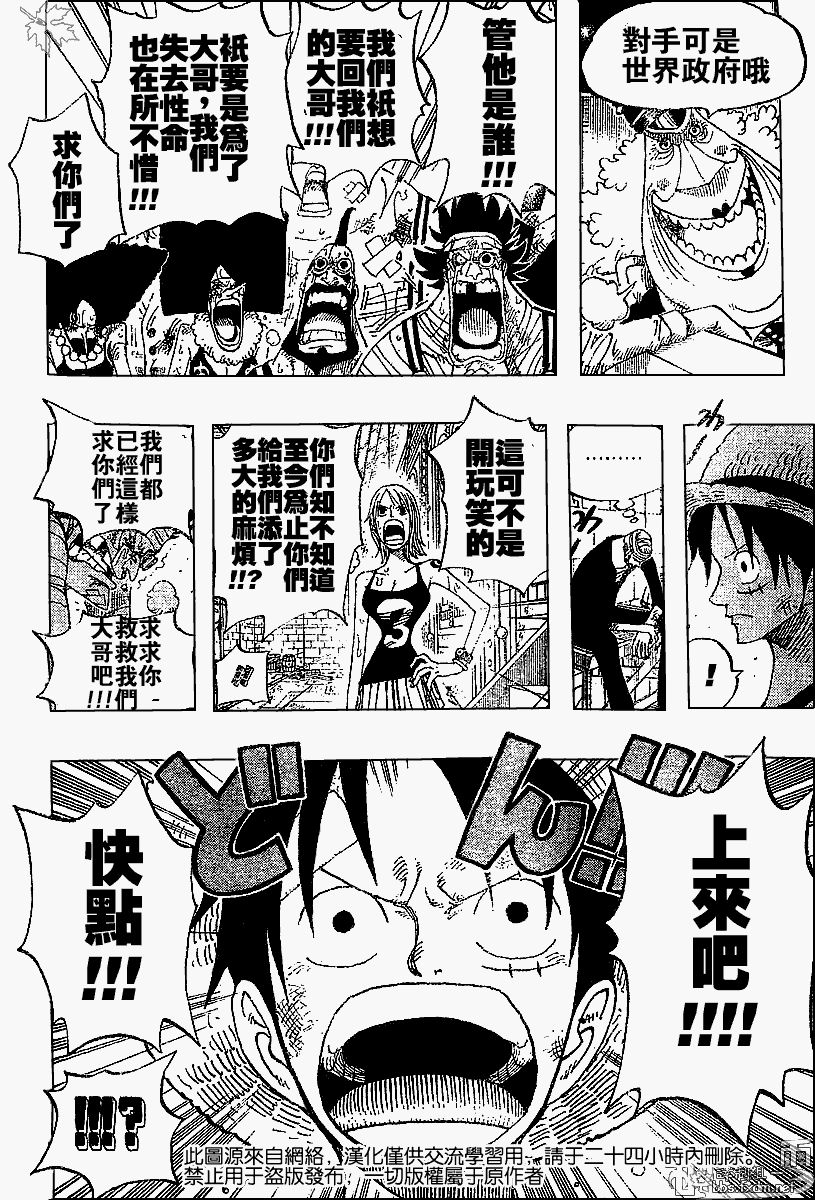 對手可是
世界政府哦
管他是誰!!!
我們衹想
要回我們
的大哥!!!
衹要是爲了
大哥,我們
失去性命
也在所不惜!!!
求你們了
!
………
這可不是
開玩笑的
你們知不知道
至今爲止你們
給我們添了
多大的麻煩!!?
我們都
已經這樣
求你們了
求求你
救救我們
大哥吧!!!
どん!!
上來吧!!!!
快點!!!
!!!?
此圖源來自網絡,漢化僅供交流學習用,請于二十四小時內刪除。
禁止用于盜版發布,一切版權屬于原作者